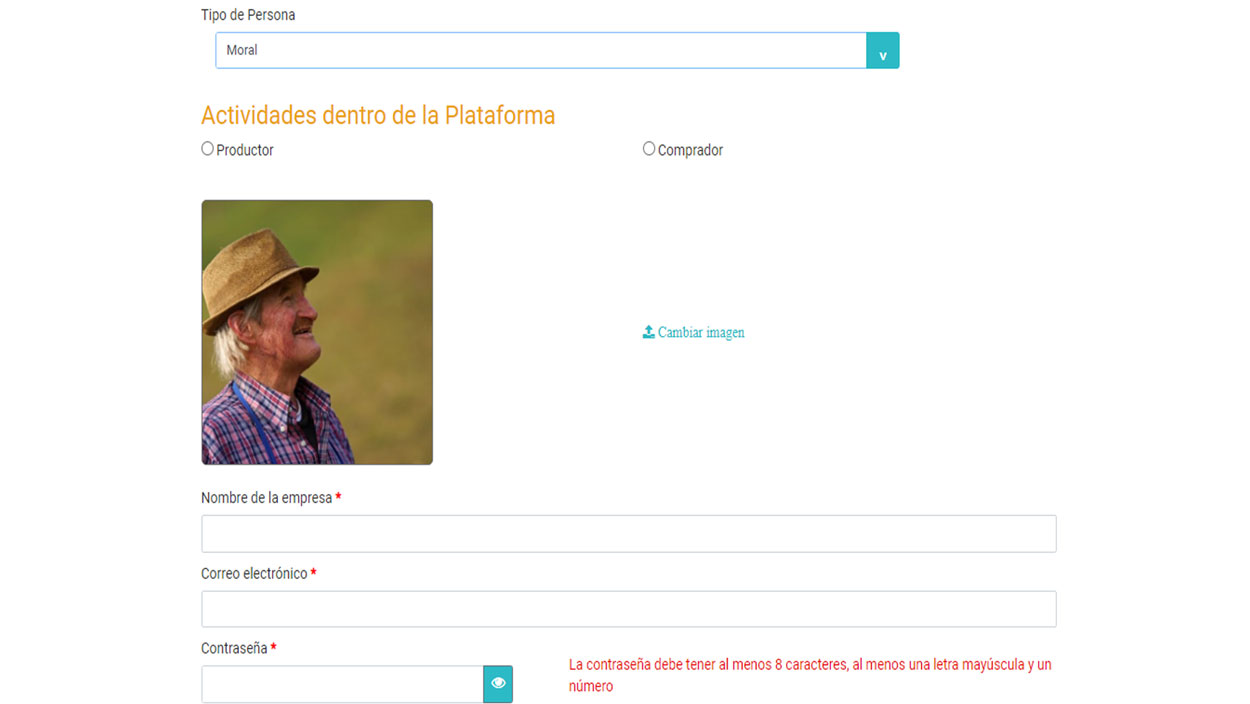 Tipo de Persona
Moral
v
Actividades dentro de la Plataforma
Productor
Comprador
Cambiar imagen
Nombre de la empresa *
Correo electrónico *
Contraseña *
La contraseña debe tener al menos 8 caracteres, al menos una letra mayúscula y un
número